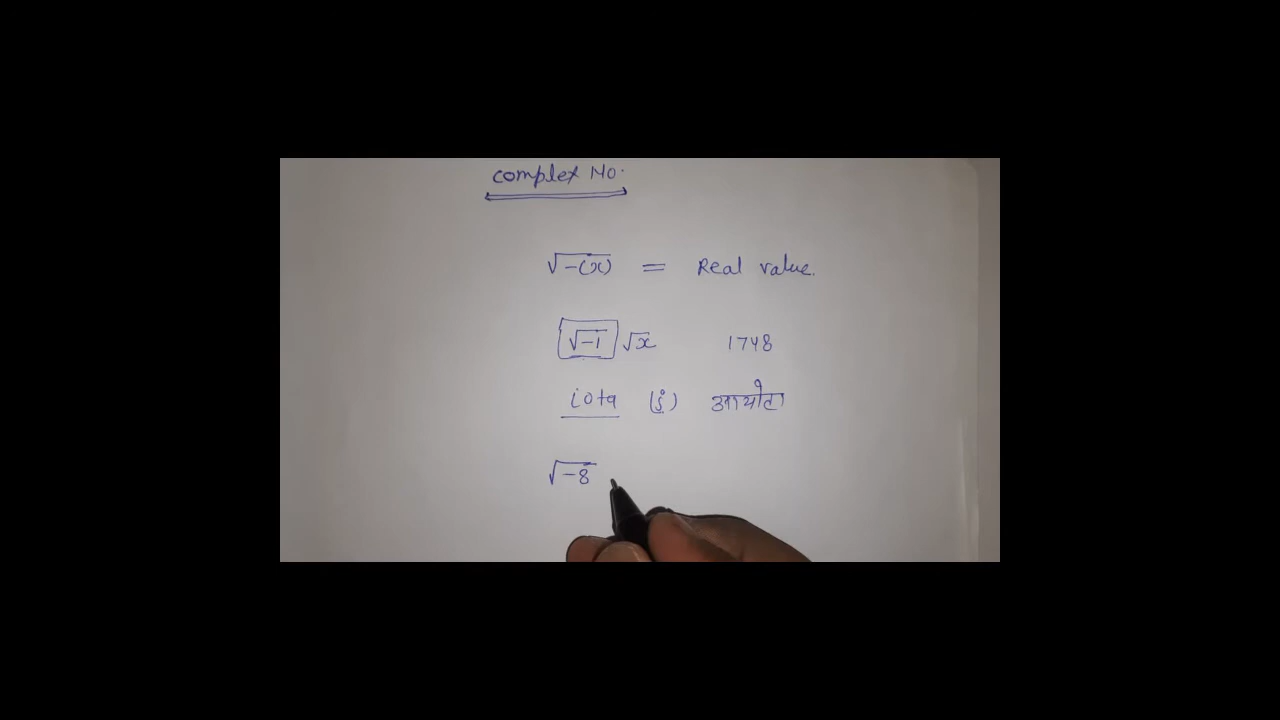 complex No.
√-(x) = Real value.
√-1 √x 1748
iota (i) आयोटा
√-8